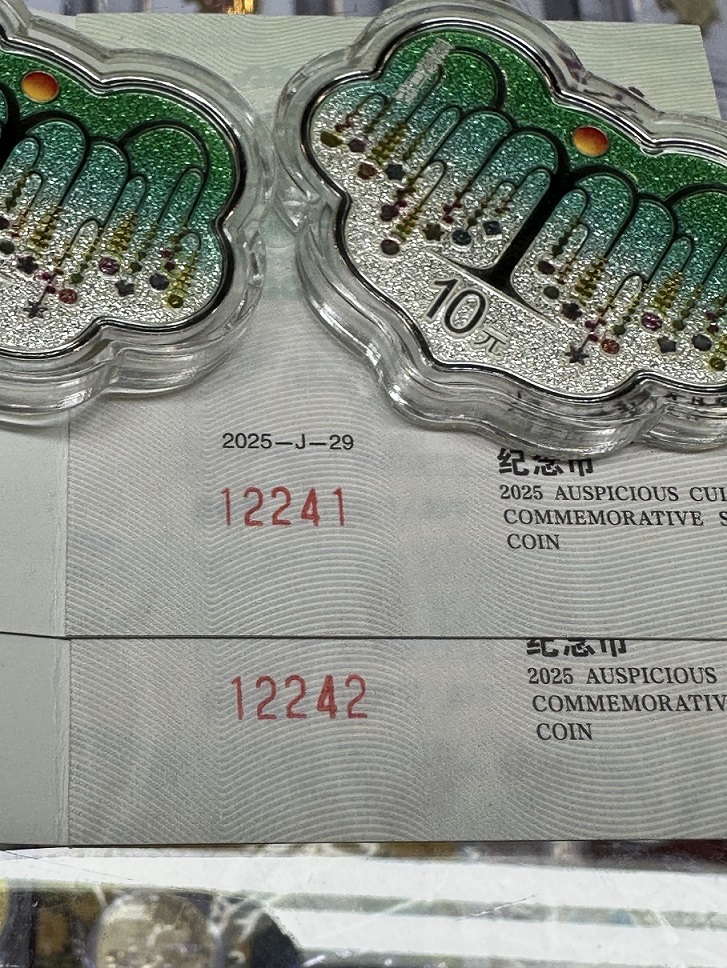 10元
2025—J—29
12241
纪念币
2025 AUSPICIOUS
COMMEMORATIVE
COIN
12242
纪念币
2025 AUSPICIOUS
COMMEMORATIV
COIN